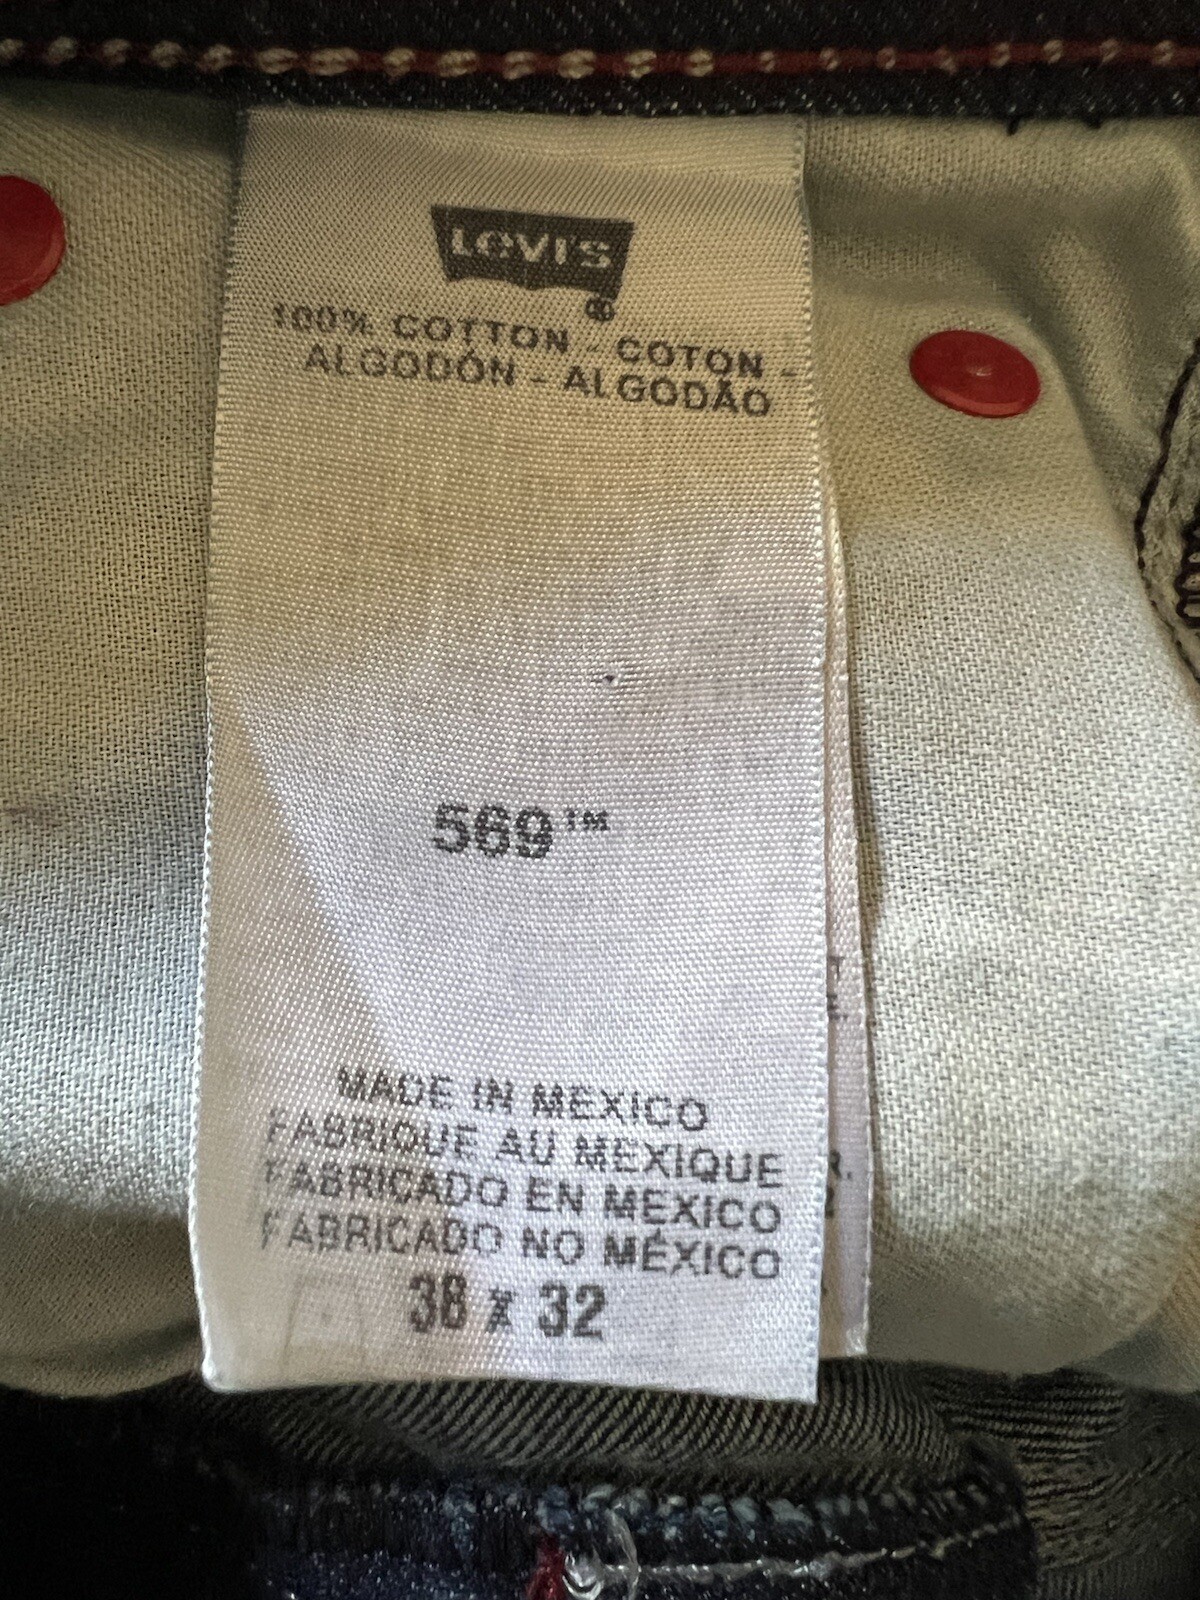 LEVI'S
®
100% COTTON - COTON -
ALGODÓN - ALGODÃO
569™
MADE IN MEXICO
FABRIQUE AU MEXIQUE
FABRICADO EN MEXICO
FABRICADO NO MÉXICO
38 x 32